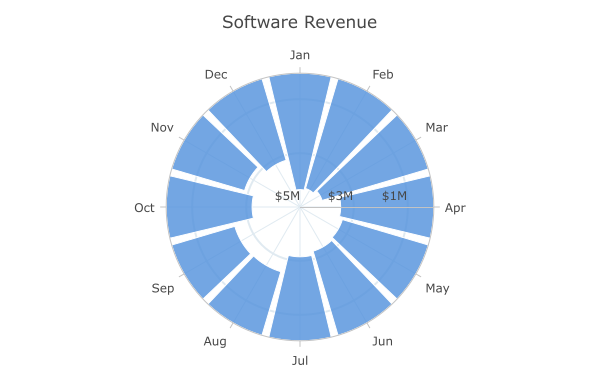 Software Revenue
Jan
Dec
Feb
Nov
Mar
$5M
$3M
$1M
Oct
Apr
Sep
May
Aug
Jun
Jul